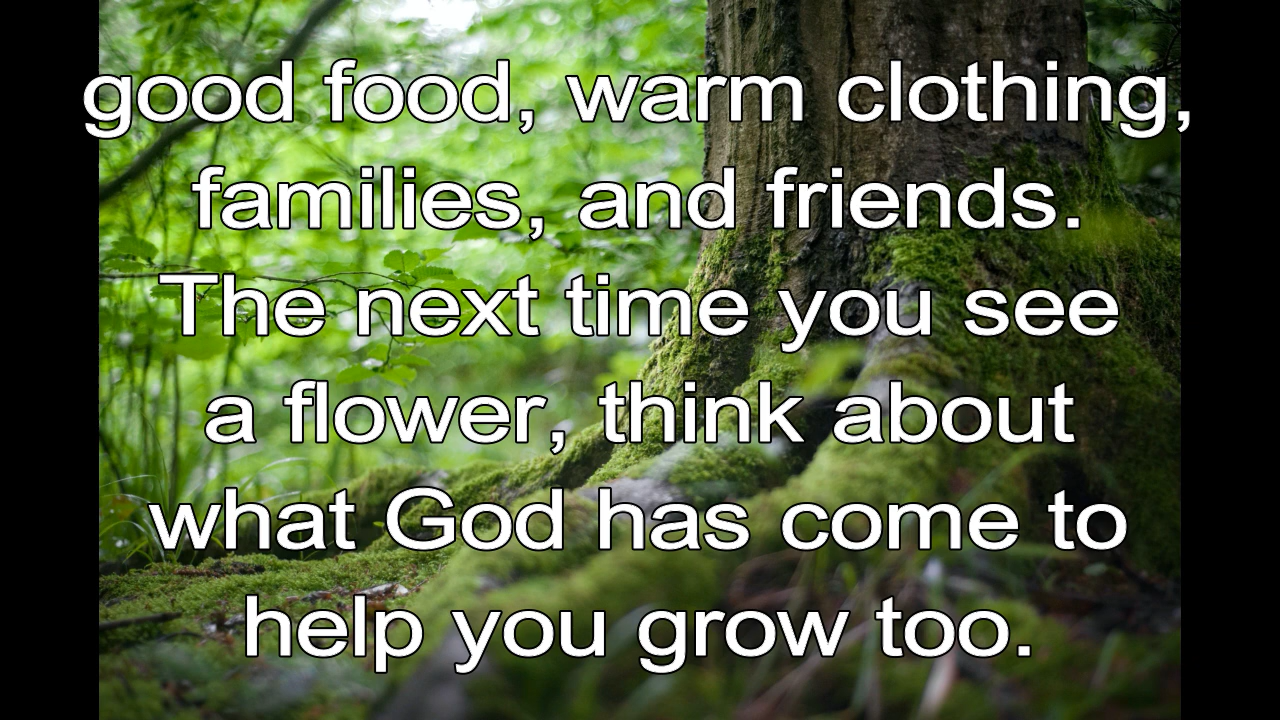 good food, warm clothing,
families, and friends.
The next time you see
a flower, think about
what God has come to
help you grow too.